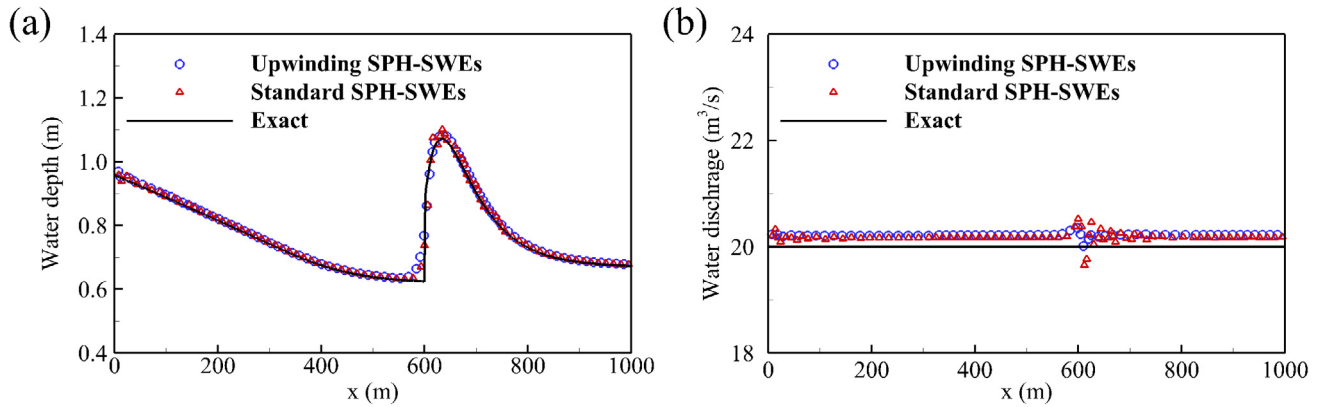 (a)
1.4
1.2
1.0
0.8
0.6
0.4
Water depth (m)
Upwinding SPH-SWEs
Standard SPH-SWEs
Exact
0 200 400 600 800 1000
x (m)
(b)
24
22
20
18
Water dischrage (m³/s)
Upwinding SPH-SWEs
Standard SPH-SWEs
Exact
0 200 400 600 800 1000
x (m)